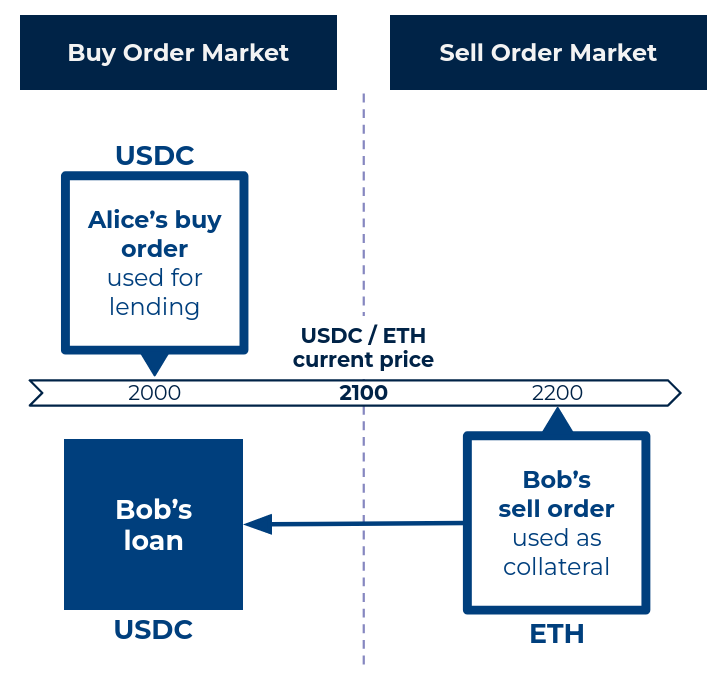 Buy Order Market
Sell Order Market
USDC
Alice’s buy
order
used for
lending
USDC / ETH
current price
2000
2100
2200
Bob’s
loan
USDC
Bob’s
sell order
used as
collateral
ETH